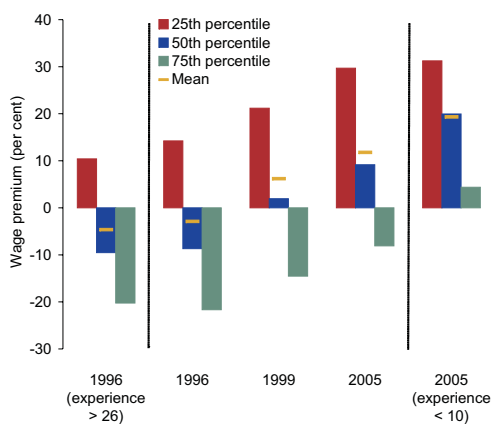 25th percentile
50th percentile
75th percentile
Mean
Wage premium (per cent)
40
30
20
10
0
-10
-20
-30
1996
(experience
> 26)
1996
1999
2005
2005
(experience
< 10)